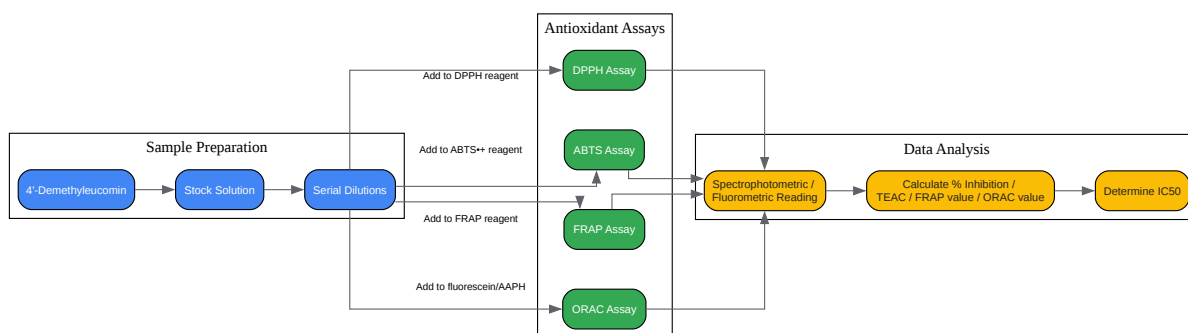 Antioxidant Assays
DPPH Assay
Add to DPPH reagent
Sample Preparation
Add to ABTS•+ reagent
ABTS Assay
Data Analysis
4'-Demethyleucomin
Stock Solution
Serial Dilutions
Spectrophotometric /
Fluorometric Reading
Calculate % Inhibition /
TEAC / FRAP value / ORAC value
Determine IC50
Add to FRAP reagent
FRAP Assay
Add to fluorescein/AAPH
ORAC Assay